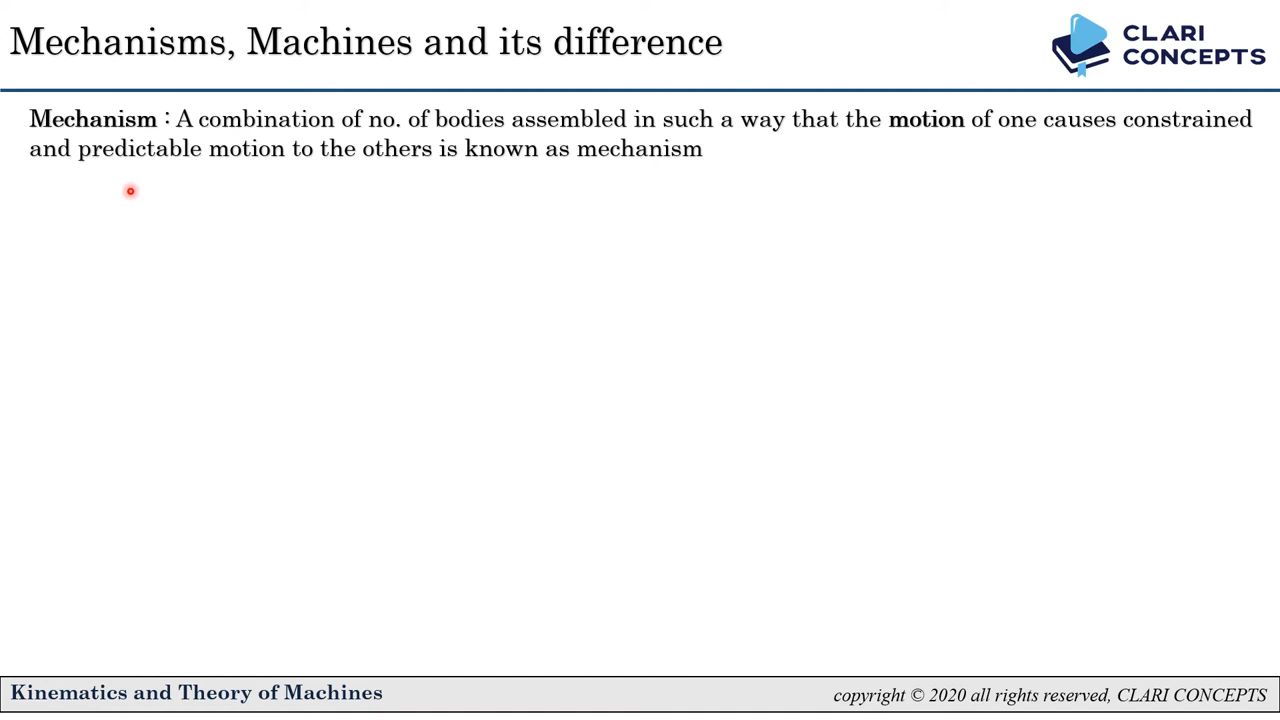 Mechanisms, Machines and its difference
CLARI
CONCEPTS
Mechanism : A combination of no. of bodies assembled in such a way that the motion of one causes constrained
and predictable motion to the others is known as mechanism
Kinematics and Theory of Machines
copyright © 2020 all rights reserved, CLARI CONCEPTS